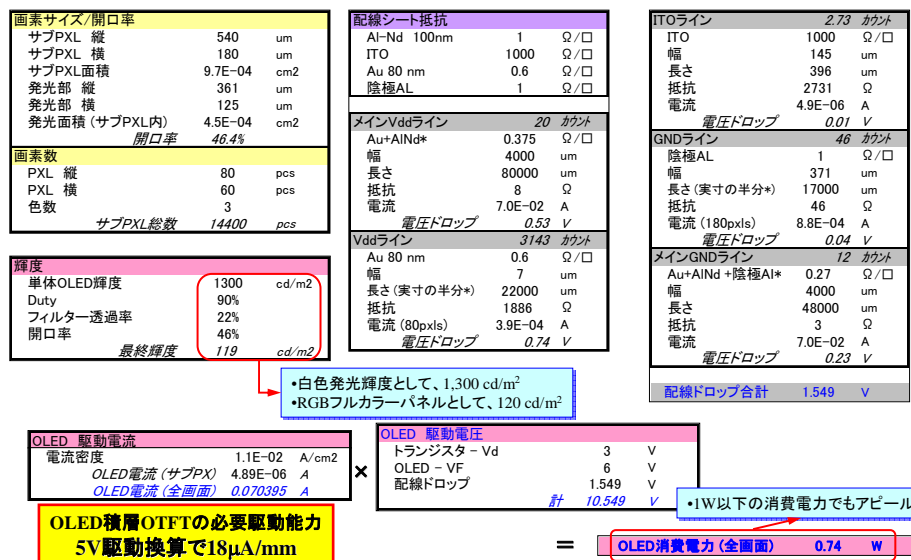 画素サイズ/開口率
サブPXL 縦 540 um
サブPXL 横 180 um
サブPXL面積 9.7E-04 cm2
発光部 縦 361 um
発光部 横 125 um
発光面積(サブPXL内) 4.5E-04 cm2
開口率 46.4%
画素数
PXL 縦 80 pcs
PXL 横 60 pcs
色数 3
サブPXL総数 14400 pcs
輝度
単体OLED輝度 1300 cd/m2
Duty 90%
フィルター透過率 22%
開口率 46%
最終輝度 119 cd/m2
配線シート抵抗
Al-Nd 100nm 1 Ω/□
ITO 1000 Ω/□
Au 80 nm 0.6 Ω/□
陰極AL 1 Ω/□
メインVddライン 20 カウント
Au+AlNd* 0.375 Ω/□
幅 4000 um
長さ 80000 um
抵抗 8 Ω
電流 7.0E-02 A
電圧ドロップ 0.53 V
Vddライン 3143 カウント
Au 80 nm 0.6 Ω/□
幅 7 um
長さ(実寸の半分*) 22000 um
抵抗 1886 Ω
電流(80pxls) 3.9E-04 A
電圧ドロップ 0.74 V
ITOライン 2.73 カウント
ITO 1000 Ω/□
幅 145 um
長さ 396 um
抵抗 2731 Ω
電流 4.9E-06 A
電圧ドロップ 0.01 V
GNDライン 46 カウント
陰極AL 1 Ω/□
幅 371 um
長さ(実寸の半分*) 17000 um
抵抗 46 Ω
電流(180pxls) 8.8E-04 A
電圧ドロップ 0.04 V
メインGNDライン 12 カウント
Au+AlNd +陰極Al* 0.27 Ω/□
幅 4000 um
長さ 48000 um
抵抗 3 Ω
電流 7.0E-02 A
電圧ドロップ 0.23 V
配線ドロップ合計 1.549 V
•白色発光輝度として、1,300 cd/m²
•RGBフルカラーパネルとして、120 cd/m²
OLED 駆動電流
電流密度 1.1E-02 A/cm2
OLED電流(サブPX) 4.89E-06 A
OLED電流(全画面) 0.070395 A
×
OLED 駆動電圧
トランジスタ - Vd 3 V
OLED - VF 6 V
配線ドロップ 1.549 V
計 10.549 V
•1W以下の消費電力でもアピール
OLED積層OTFTの必要駆動能力
5V駆動換算で18μA/mm
=
OLED消費電力(全画面) 0.74 W